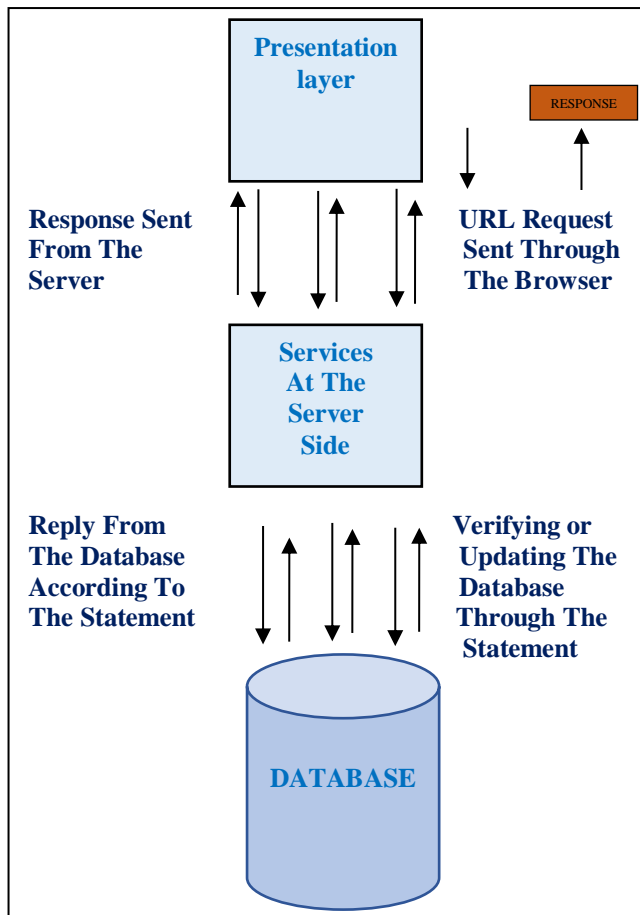 Presentation
layer
RESPONSE
Response Sent
From The
Server
URL Request
Sent Through
The Browser
Services
At The
Server
Side
Reply From
The Database
According To
The Statement
Verifying or
Updating The
Database
Through The
Statement
DATABASE